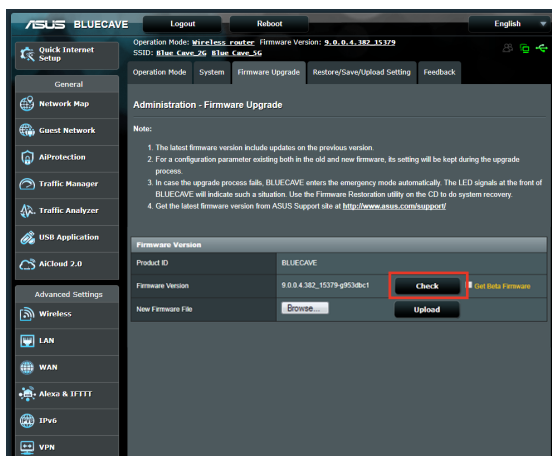 ASUS BLUECAVE
Logout
Reboot
English
Operation Mode: Wireless router Firmware Version: 9.0.0.4.382_15379
SSID: Blue Cave_2G Blue Cave_5G
Quick Internet
Setup
General
Network Map
Guest Network
AiProtection
Traffic Manager
Traffic Analyzer
USB Application
AiCloud 2.0
Advanced Settings
Wireless
LAN
WAN
Alexa & IFTTT
IPv6
VPN
Operation Mode
System
Firmware Upgrade
Restore/Save/Upload Setting
Feedback
Administration - Firmware Upgrade
Note:
1. The latest firmware version include updates on the previous version.
2. For a configuration parameter existing both in the old and new firmware, its setting will be kept during the upgrade
process.
3. In case the upgrade process fails, BLUECAVE enters the emergency mode automatically. The LED signals at the front of
BLUECAVE will indicate such a situation. Use the Firmware Restoration utility on the CD to do system recovery.
4. Get the latest firmware version from ASUS Support site at http://www.asus.com/support/
Firmware Version
Product ID BLUECAVE
Firmware Version 9.0.0.4.382_15379-g953dbc1 Check Get Beta Firmware
New Firmware File Browse... Upload